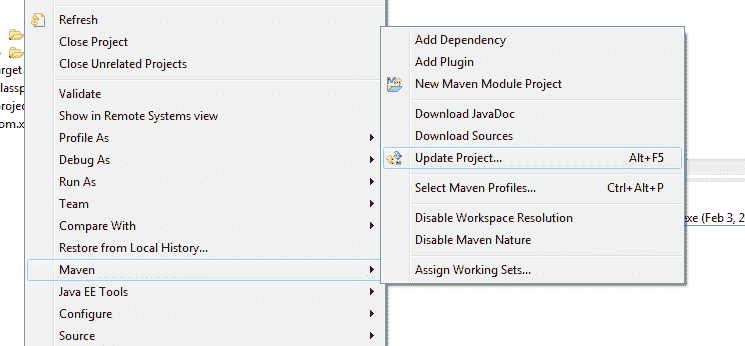 Refresh
Close Project
Close Unrelated Projects
Validate
Show in Remote Systems view
Profile As
Debug As
Run As
Team
Compare With
Restore from Local History...
Maven
Java EE Tools
Configure
Source
Add Dependency
Add Plugin
New Maven Module Project
Download JavaDoc
Download Sources
Update Project... Alt+F5
Select Maven Profiles... Ctrl+Alt+P
Disable Workspace Resolution
Disable Maven Nature
Assign Working Sets...
arget
lassp
projec
om.x
exe (Feb 3, 2